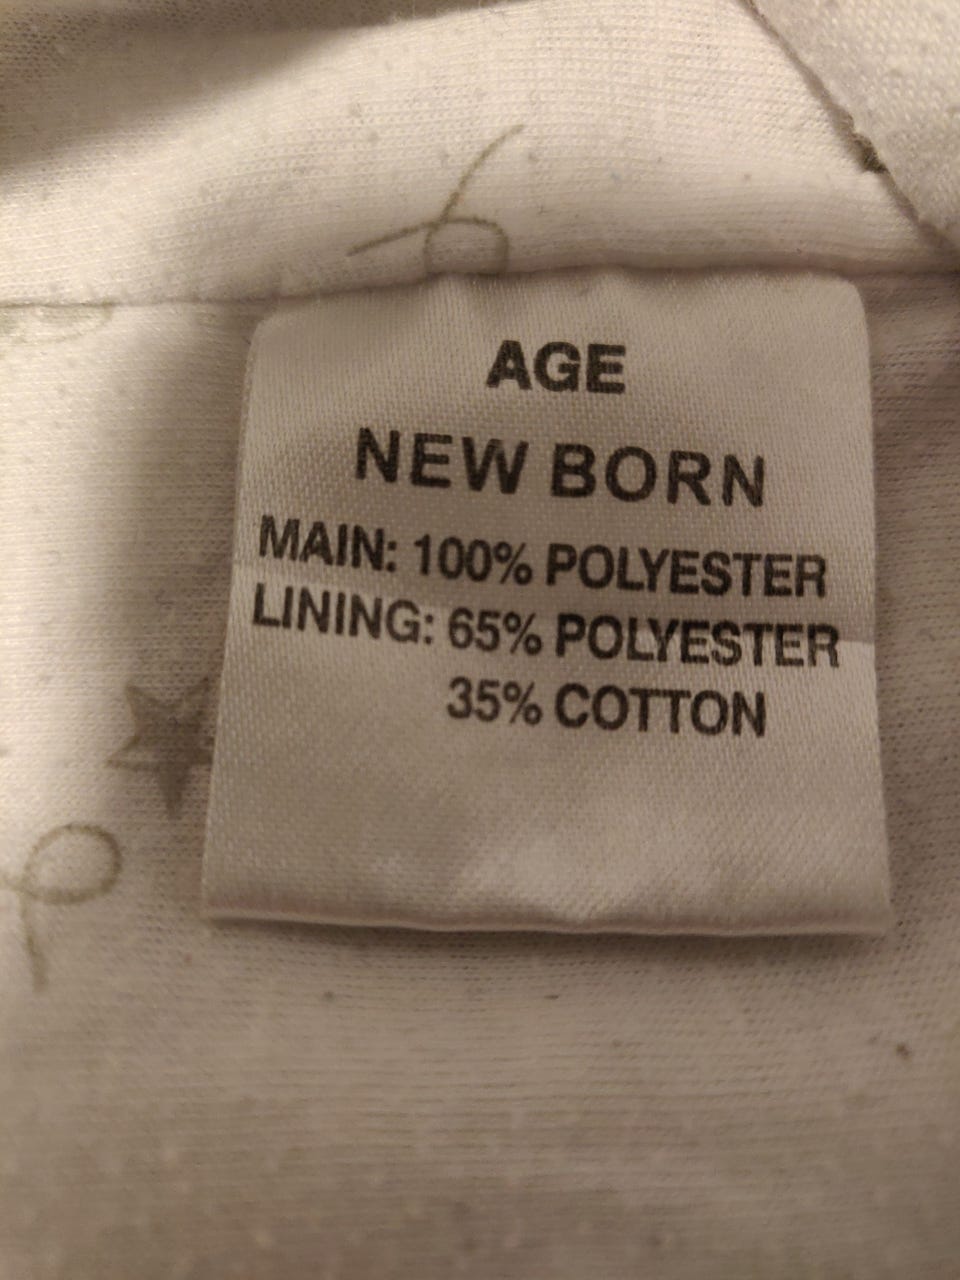 AGE
NEW BORN
MAIN: 100% POLYESTER
LINING: 65% POLYESTER
35% COTTON